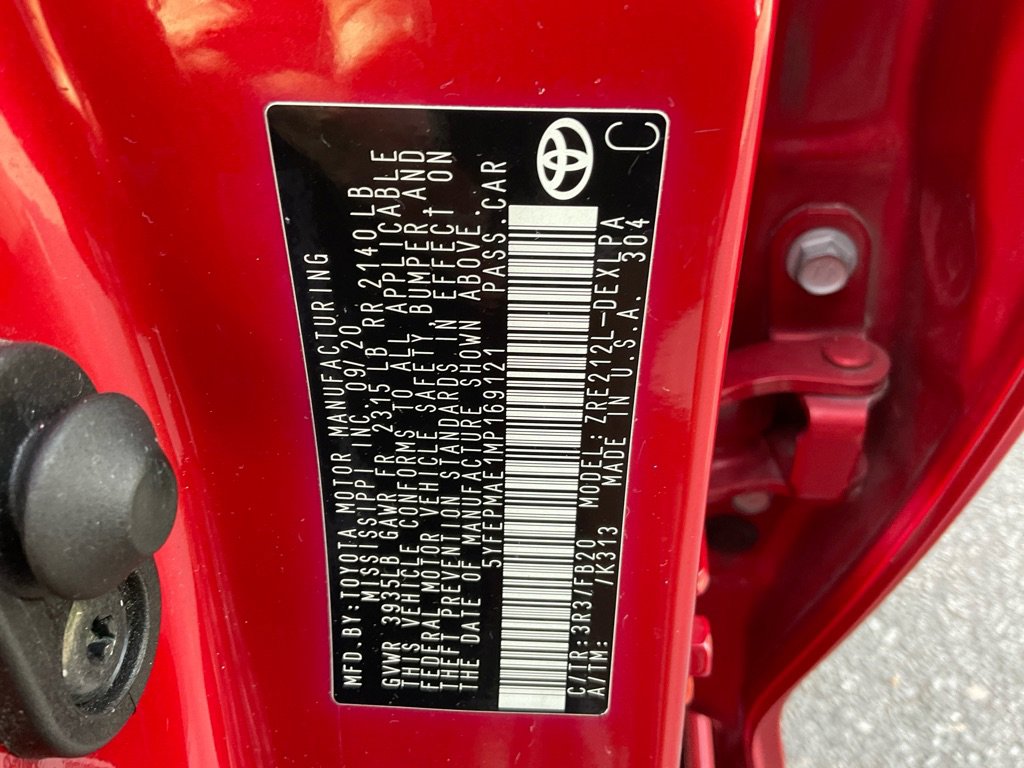 MFD.BY:TOYOTA MOTOR MANUFACTURING
MISSISSIPPI INC. 09/20
GVWR 3935LB GAWR FR 2315 LB RR 2140LB
THIS VEHICLE CONFORMS TO ALL APPLICABLE
FEDERAL MOTOR VEHICLE SAFETY, BUMPER, AND
THEFT PREVENTION STANDARDS IN EFFECT ON
THE DATE OF MANUFACTURE SHOWN ABOVE.
5YFEPMAE1MP169121 PASS.CAR
C/TR:3R3/FB20 MODEL:ZRE212L-DEXLPA
A/TM: /K313 MADE IN U.S.A. 304
C